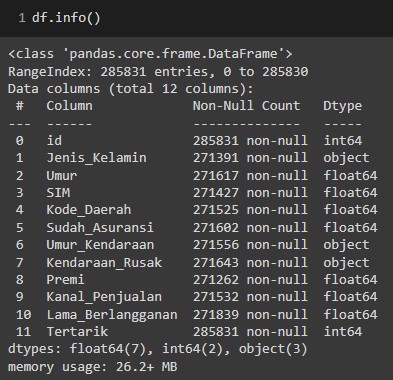 1 df.info()
<class 'pandas.core.frame.DataFrame'>
RangeIndex: 285831 entries, 0 to 285830
Data columns (total 12 columns):
 #   Column             Non-Null Count   Dtype
---  ------             --------------   -----
 0   id                 285831 non-null  int64
 1   Jenis_Kelamin      271391 non-null  object
 2   Umur               271617 non-null  float64
 3   SIM                271427 non-null  float64
 4   Kode_Daerah        271525 non-null  float64
 5   Sudah_Asuransi     271602 non-null  float64
 6   Umur_Kendaraan     271556 non-null  object
 7   Kendaraan_Rusak    271643 non-null  object
 8   Premi              271262 non-null  float64
 9   Kanal_Penjualan    271532 non-null  float64
 10  Lama_Berlangganan  271839 non-null  float64
 11  Tertarik           285831 non-null  int64
dtypes: float64(7), int64(2), object(3)
memory usage: 26.2+ MB